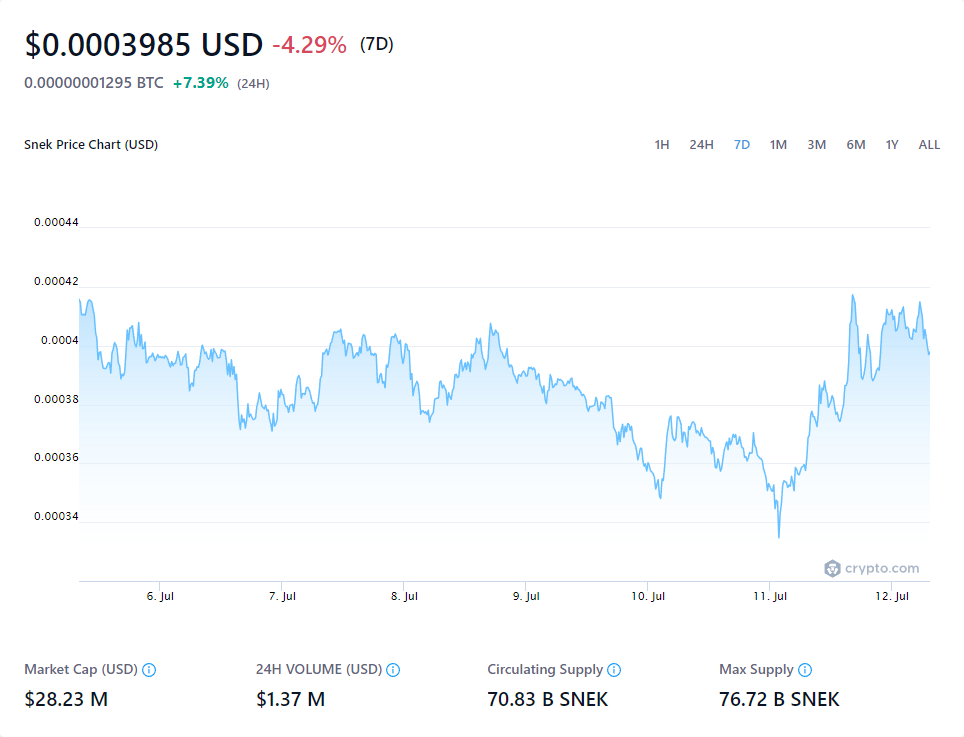 $0.0003985 USD -4.29% (7D)
0.00000001295 BTC +7.39% (24H)
Snek Price Chart (USD) 1H 24H 7D 1M 3M 6M 1Y ALL
0.00044
0.00042
0.0004
0.00038
0.00036
0.00034
crypto.com
6. Jul 7. Jul 8. Jul 9. Jul 10. Jul 11. Jul 12. Jul
Market Cap (USD) 24H VOLUME (USD) Circulating Supply Max Supply
$28.23 M $1.37 M 70.83 B SNEK 76.72 B SNEK